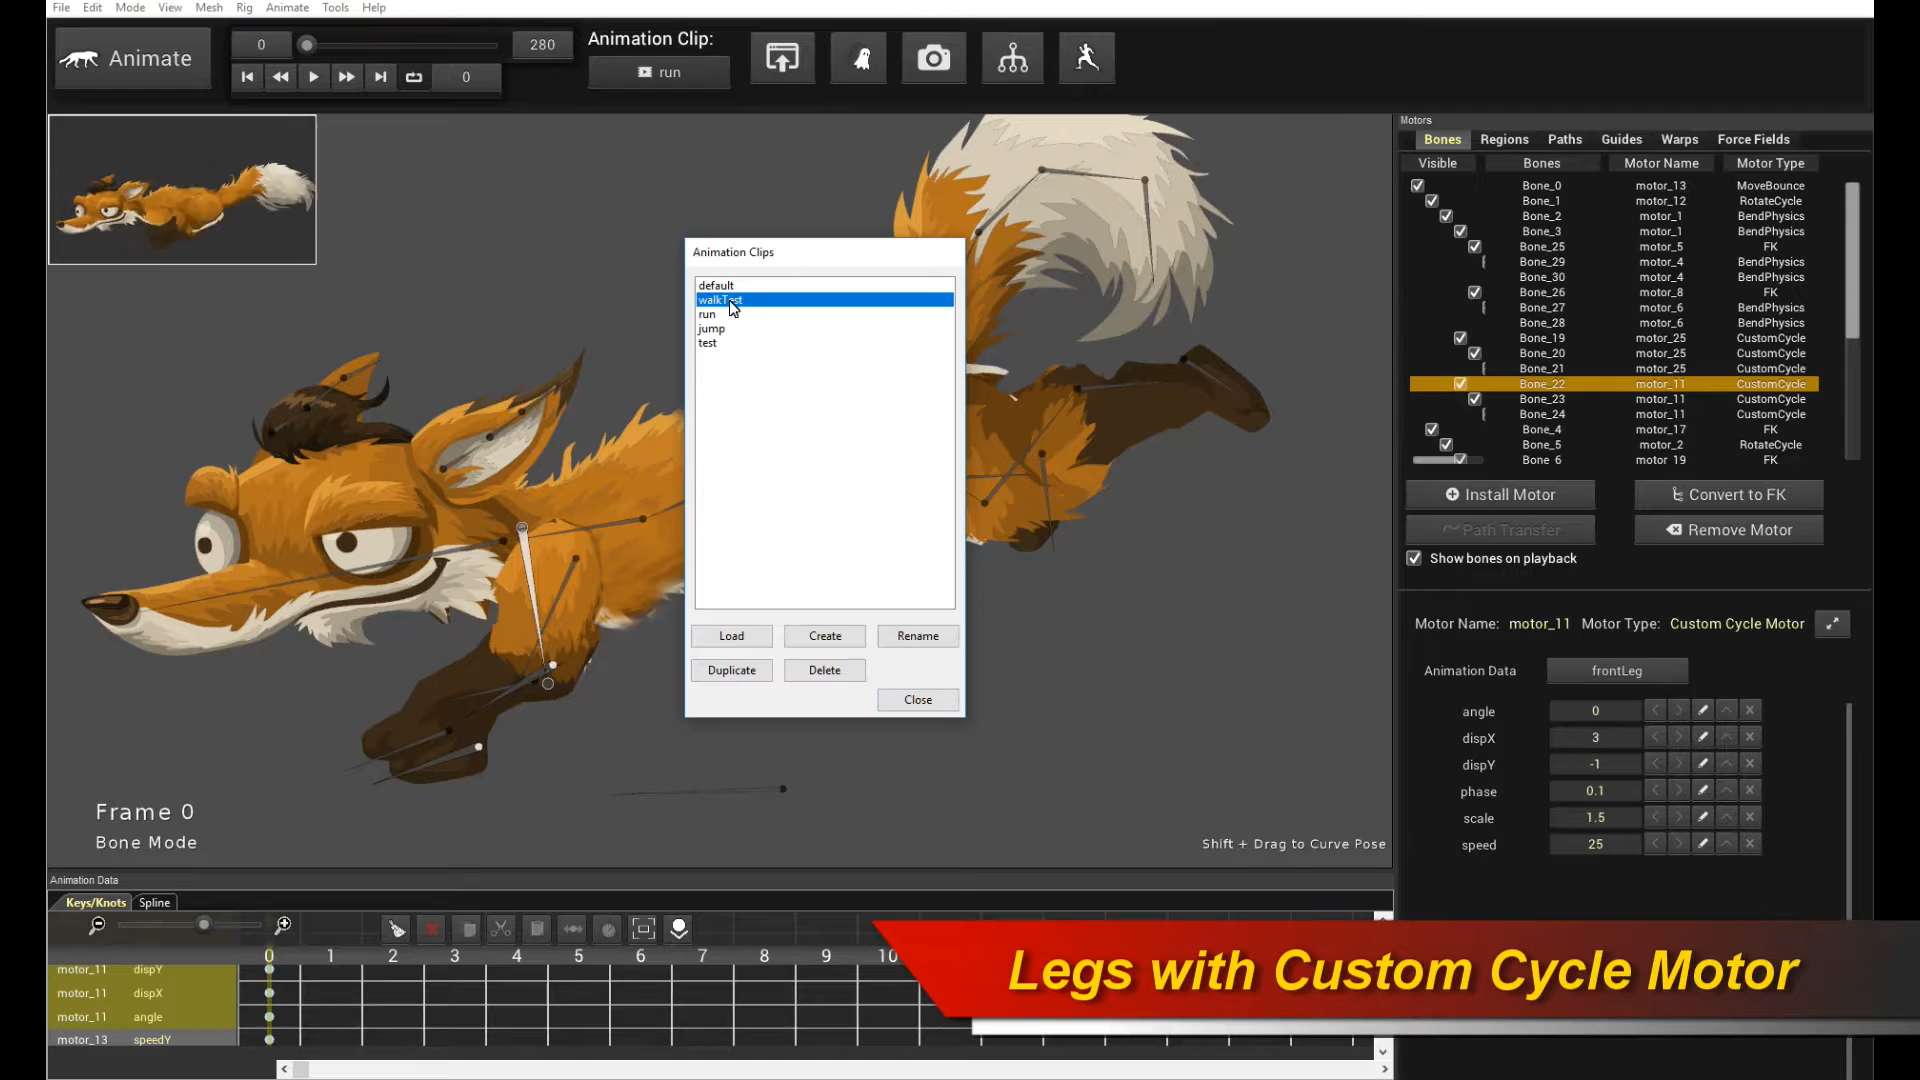 File Edit Mode View Mesh Rig Animate Tools Help
Animate
0 280
0
Animation Clip:
run
Frame 0
Bone Mode
Shift + Drag to Curve Pose
Animation Clips
default
walkTest
run
jump
test
Load Create Rename
Duplicate Delete
Close
Motors
Bones Regions Paths Guides Warps Force Fields
Visible Bones Motor Name Motor Type
Bone_0 motor_13 MoveBounce
Bone_1 motor_12 RotateCycle
Bone_2 motor_1 BendPhysics
Bone_3 motor_1 BendPhysics
Bone_25 motor_5 FK
Bone_29 motor_4 BendPhysics
Bone_30 motor_4 BendPhysics
Bone_26 motor_8 FK
Bone_27 motor_6 BendPhysics
Bone_28 motor_6 BendPhysics
Bone_19 motor_25 CustomCycle
Bone_20 motor_25 CustomCycle
Bone_21 motor_25 CustomCycle
Bone_22 motor_11 CustomCycle
Bone_23 motor_11 CustomCycle
Bone_24 motor_11 CustomCycle
Bone_4 motor_17 FK
Bone_5 motor_2 RotateCycle
Bone_6 motor_19 FK
Install Motor Convert to FK
Path Transfer Remove Motor
Show bones on playback
Motor Name: motor_11 Motor Type: Custom Cycle Motor
Animation Data frontLeg
angle 0
dispX 3
dispY -1
phase 0.1
scale 1.5
speed 25
Animation Data
Keys/Knots Spline
0 1 2 3 4 5 6 7 8 9 10
motor_11 dispY
motor_11 dispX
motor_11 angle
motor_13 speedY
Legs with Custom Cycle Motor